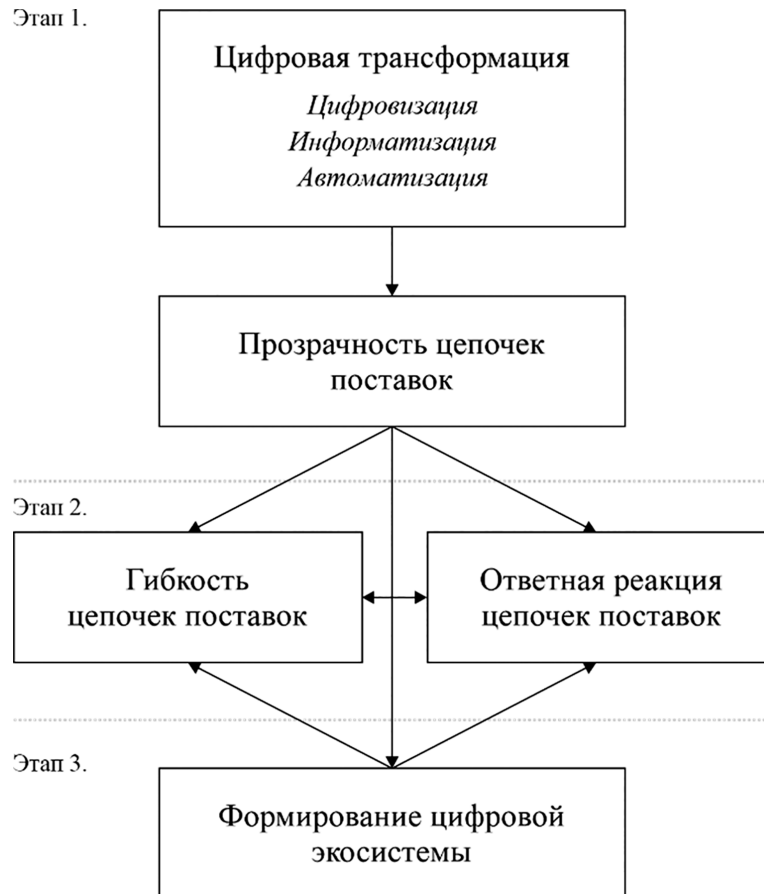 Этап 1.
Цифровая трансформация
Цифровизация
Информатизация
Автоматизация
Прозрачность цепочек
поставок
Этап 2.
Гибкость
цепочек поставок
Ответная реакция
цепочек поставок
Этап 3.
Формирование цифровой
экосистемы